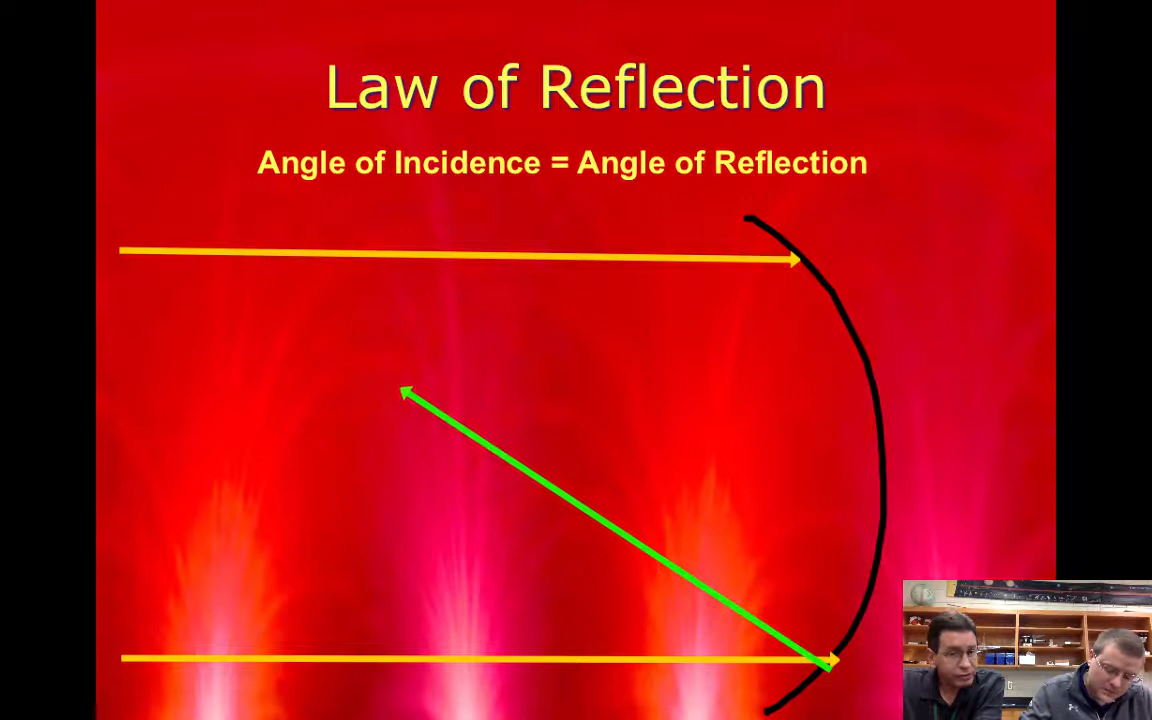 Law of Reflection
Angle of Incidence = Angle of Reflection